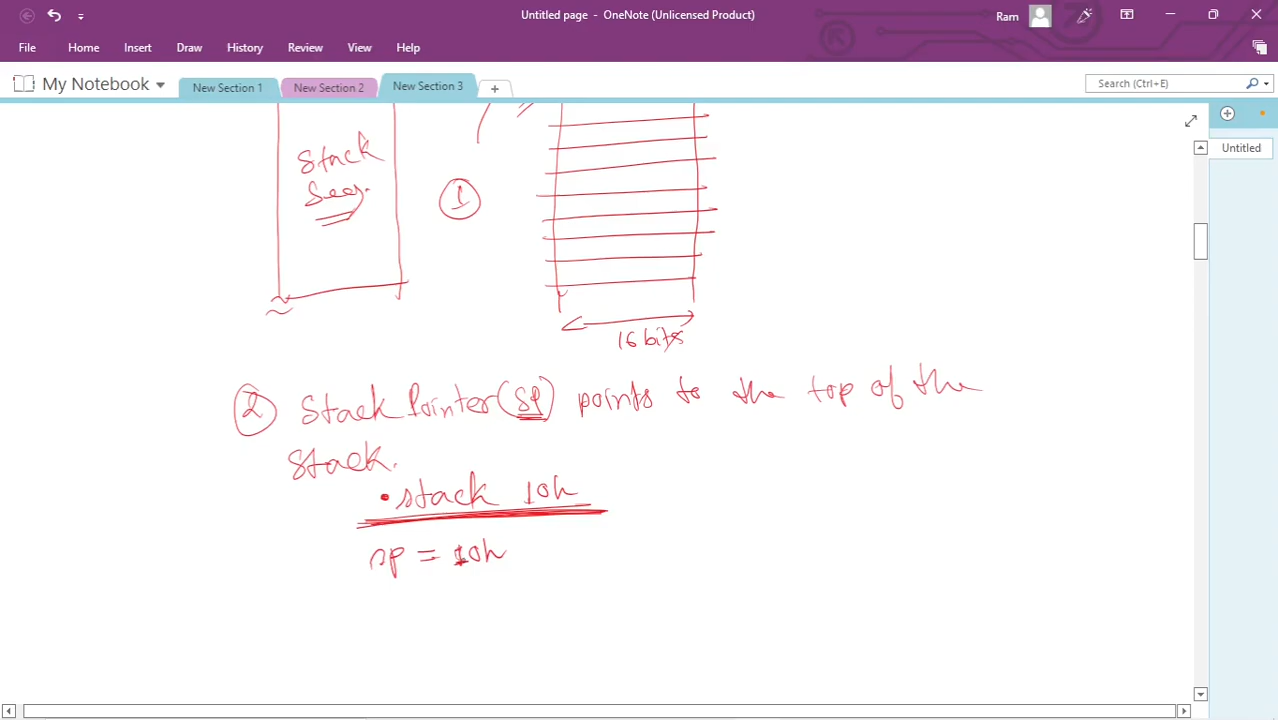 Untitled page - OneNote (Unlicensed Product)
Ram
File Home Insert Draw History Review View Help
My Notebook New Section 1 New Section 2 New Section 3 +
Search (Ctrl+E)
Untitled
Stack
Seg.
1
16 bits
2 Stack Pointer (SP) points to the top of the
Stack.
.stack 10h
sp = 10h